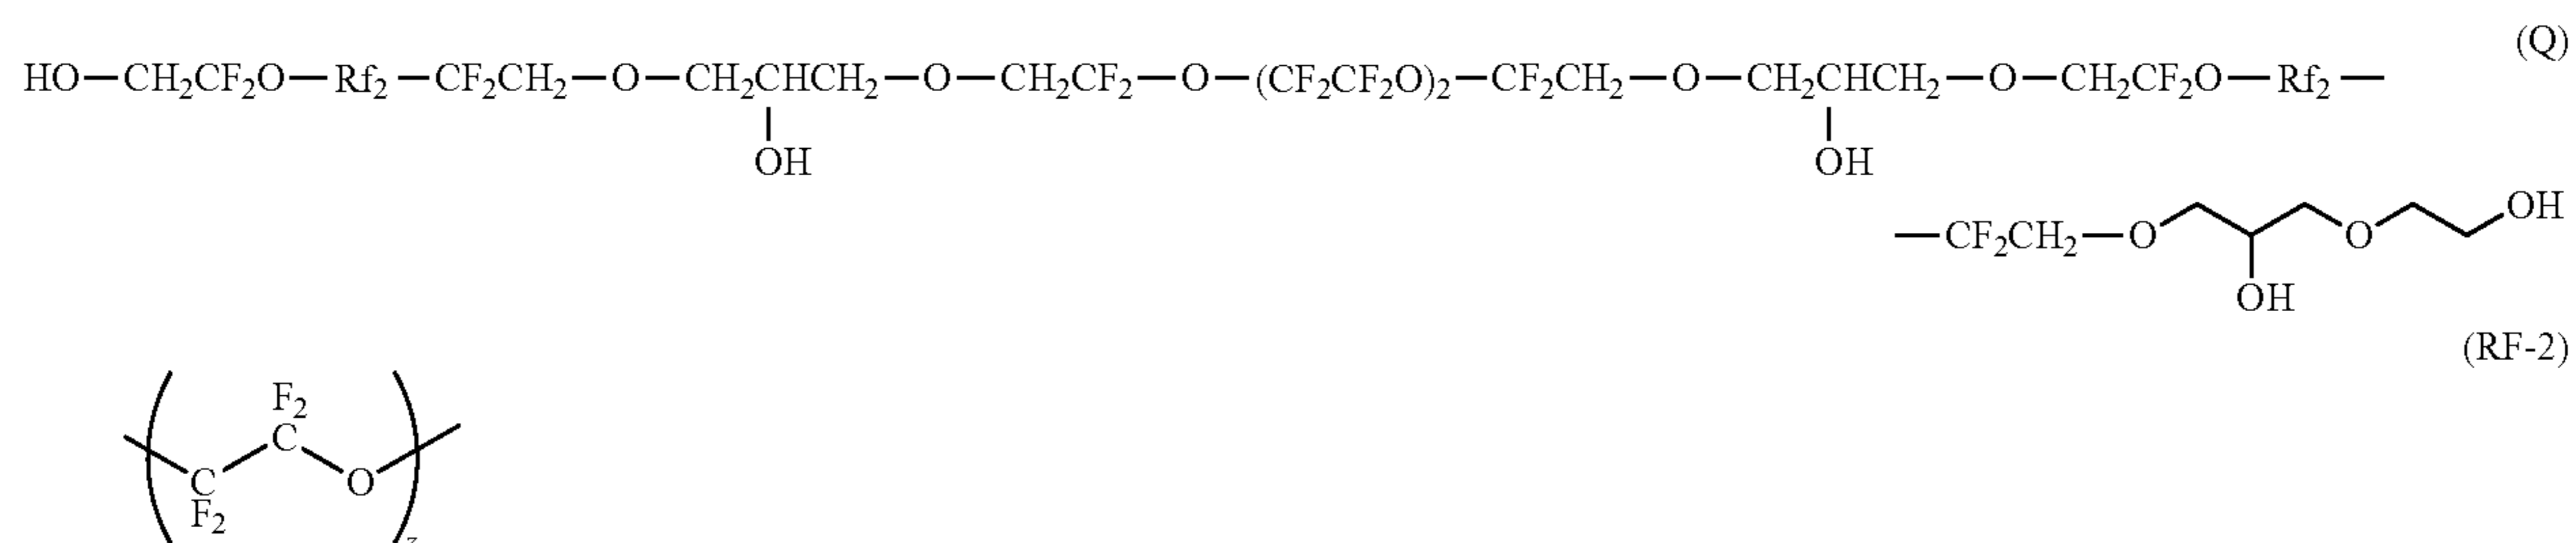 (Q)
HO—CH₂CF₂O—Rf₂—CF₂CH₂—O—CH₂CHCH₂—O—CH₂CF₂—O—(CF₂CF₂O)₂—CF₂CH₂—O—CH₂CHCH₂—O—CH₂CF₂O—Rf₂—
OH OH
—CF₂CH₂—O O OH
OH
(RF-2)
F₂
C
C O
F₂
z